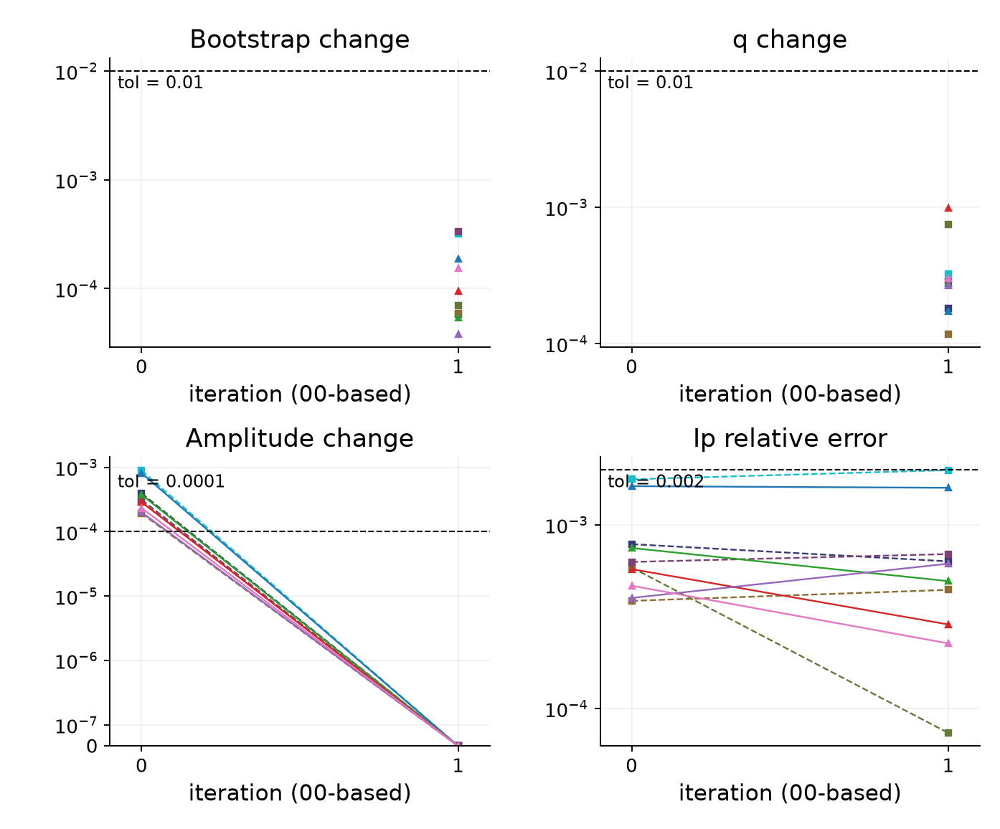 Bootstrap change
10⁻²
tol = 0.01
10⁻³
10⁻⁴
0 1
iteration (00-based)
q change
10⁻²
tol = 0.01
10⁻³
10⁻⁴
0 1
iteration (00-based)
Amplitude change
10⁻³
tol = 0.0001
10⁻⁴
10⁻⁵
10⁻⁶
10⁻⁷
0
0 1
iteration (00-based)
Ip relative error
tol = 0.002
10⁻³
10⁻⁴
0 1
iteration (00-based)